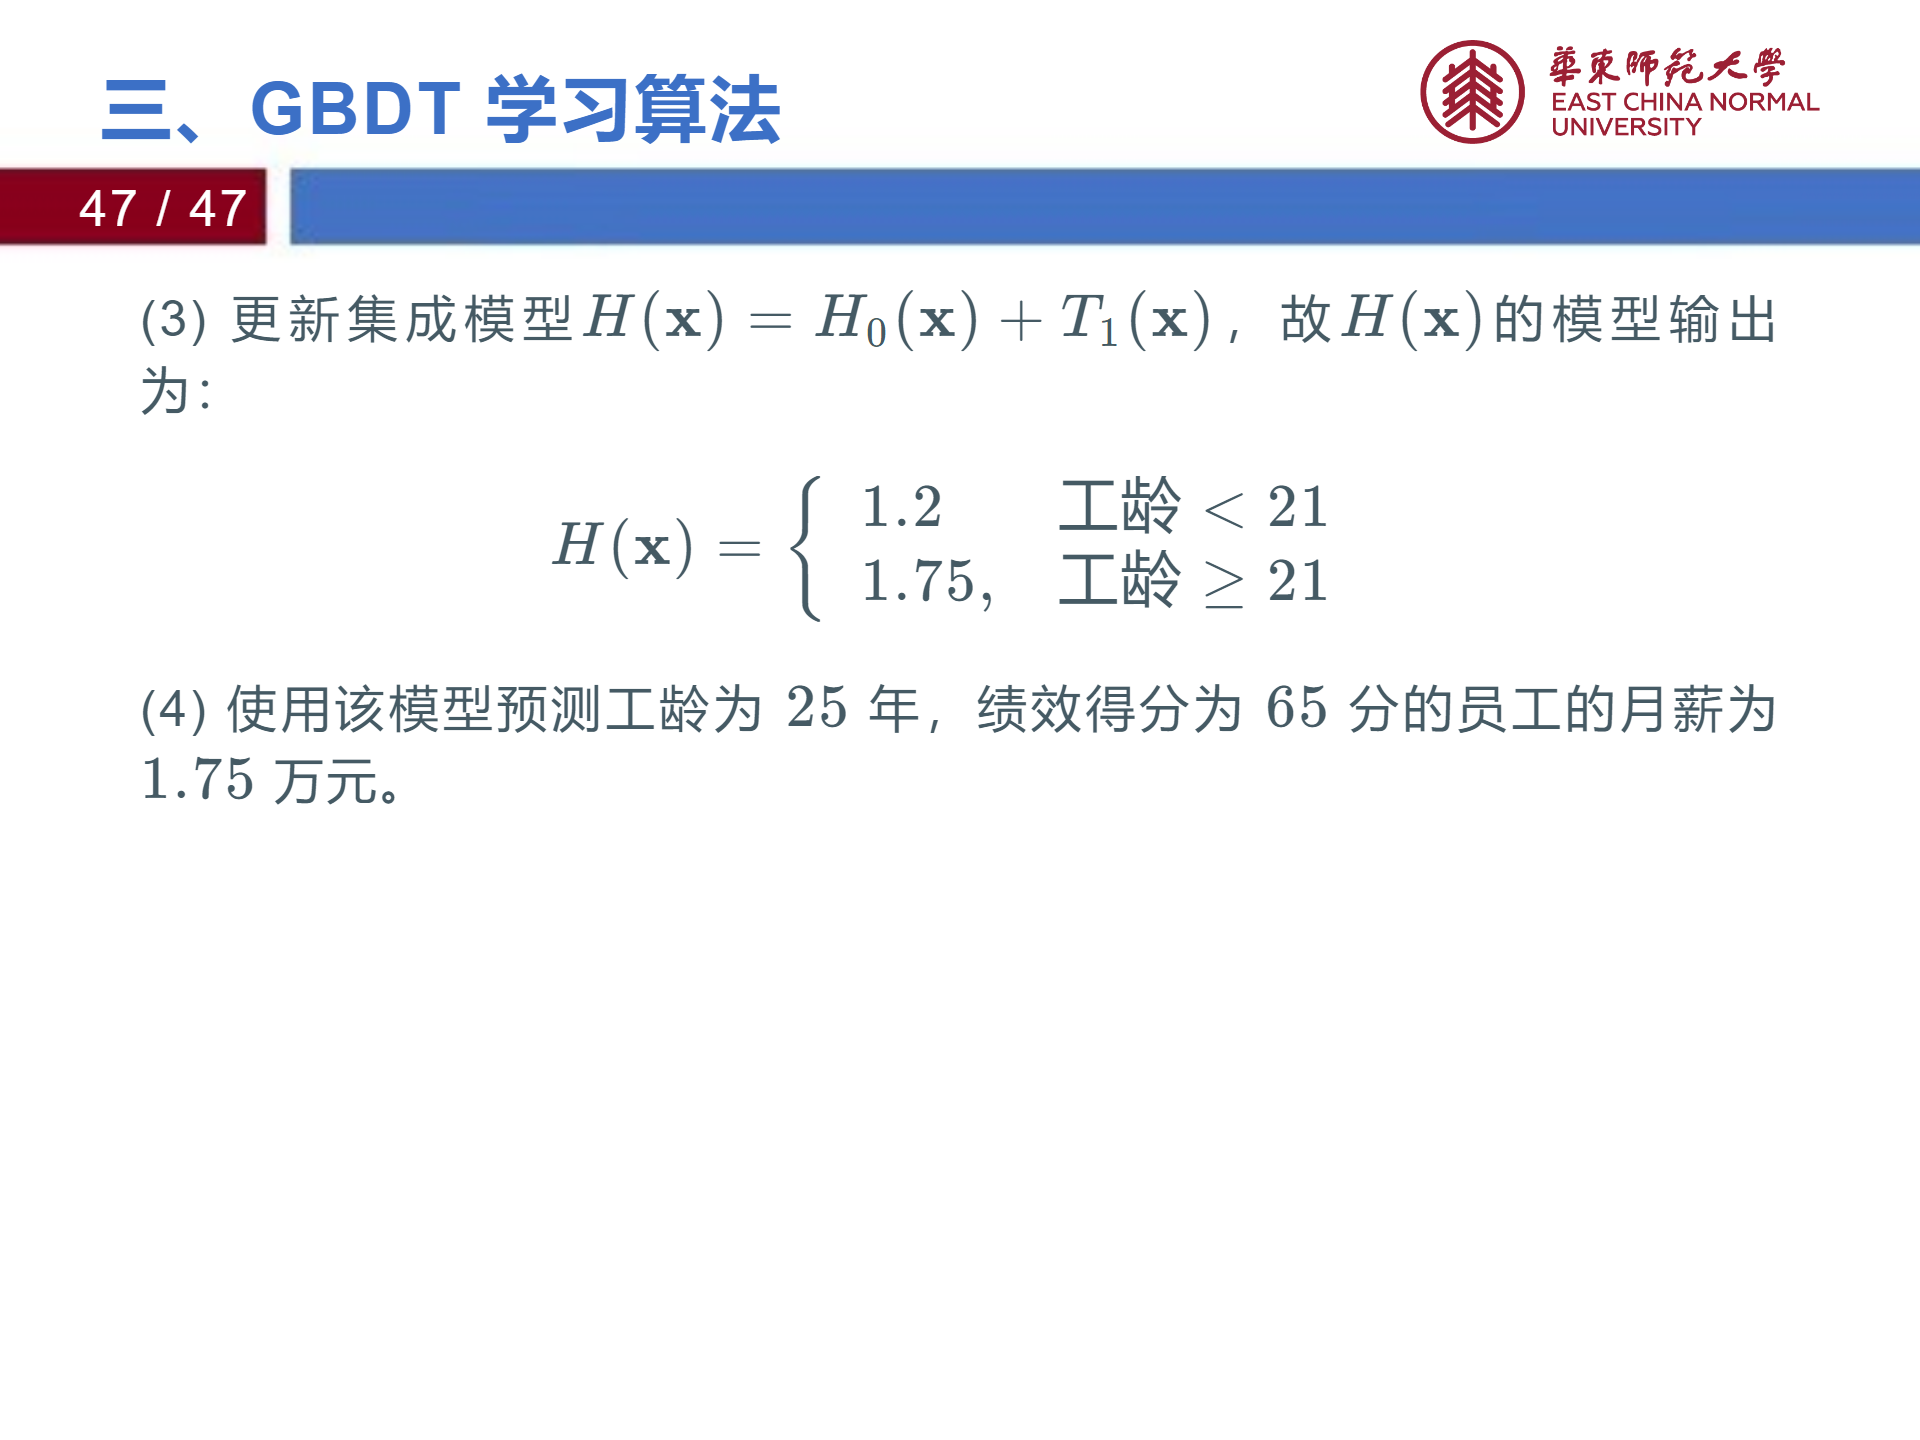 三、GBDT 学习算法
華東師範大學
EAST CHINA NORMAL
UNIVERSITY
47 / 47
(3) 更新集成模型H(x) = H₀(x) + T₁(x)，故H(x)的模型输出
为：
H(x) = { 1.2 工龄 < 21
1.75, 工龄 ≥ 21
(4) 使用该模型预测工龄为 25 年，绩效得分为 65 分的员工的月薪为
1.75 万元。